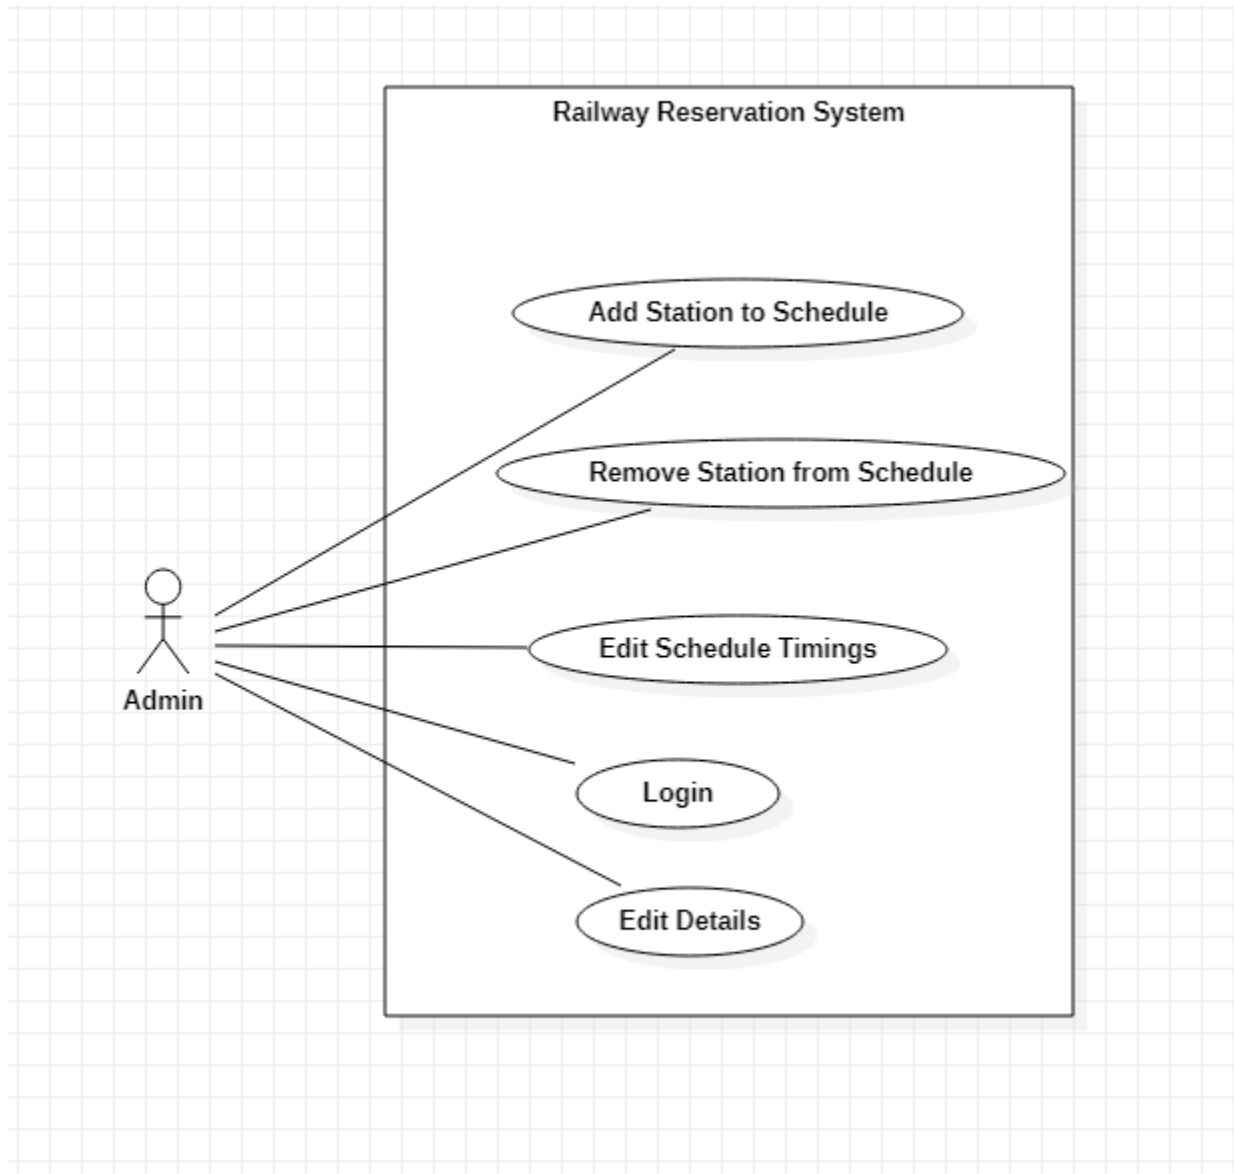 Railway Reservation System
Add Station to Schedule
Remove Station from Schedule
Edit Schedule Timings
Admin
Login
Edit Details